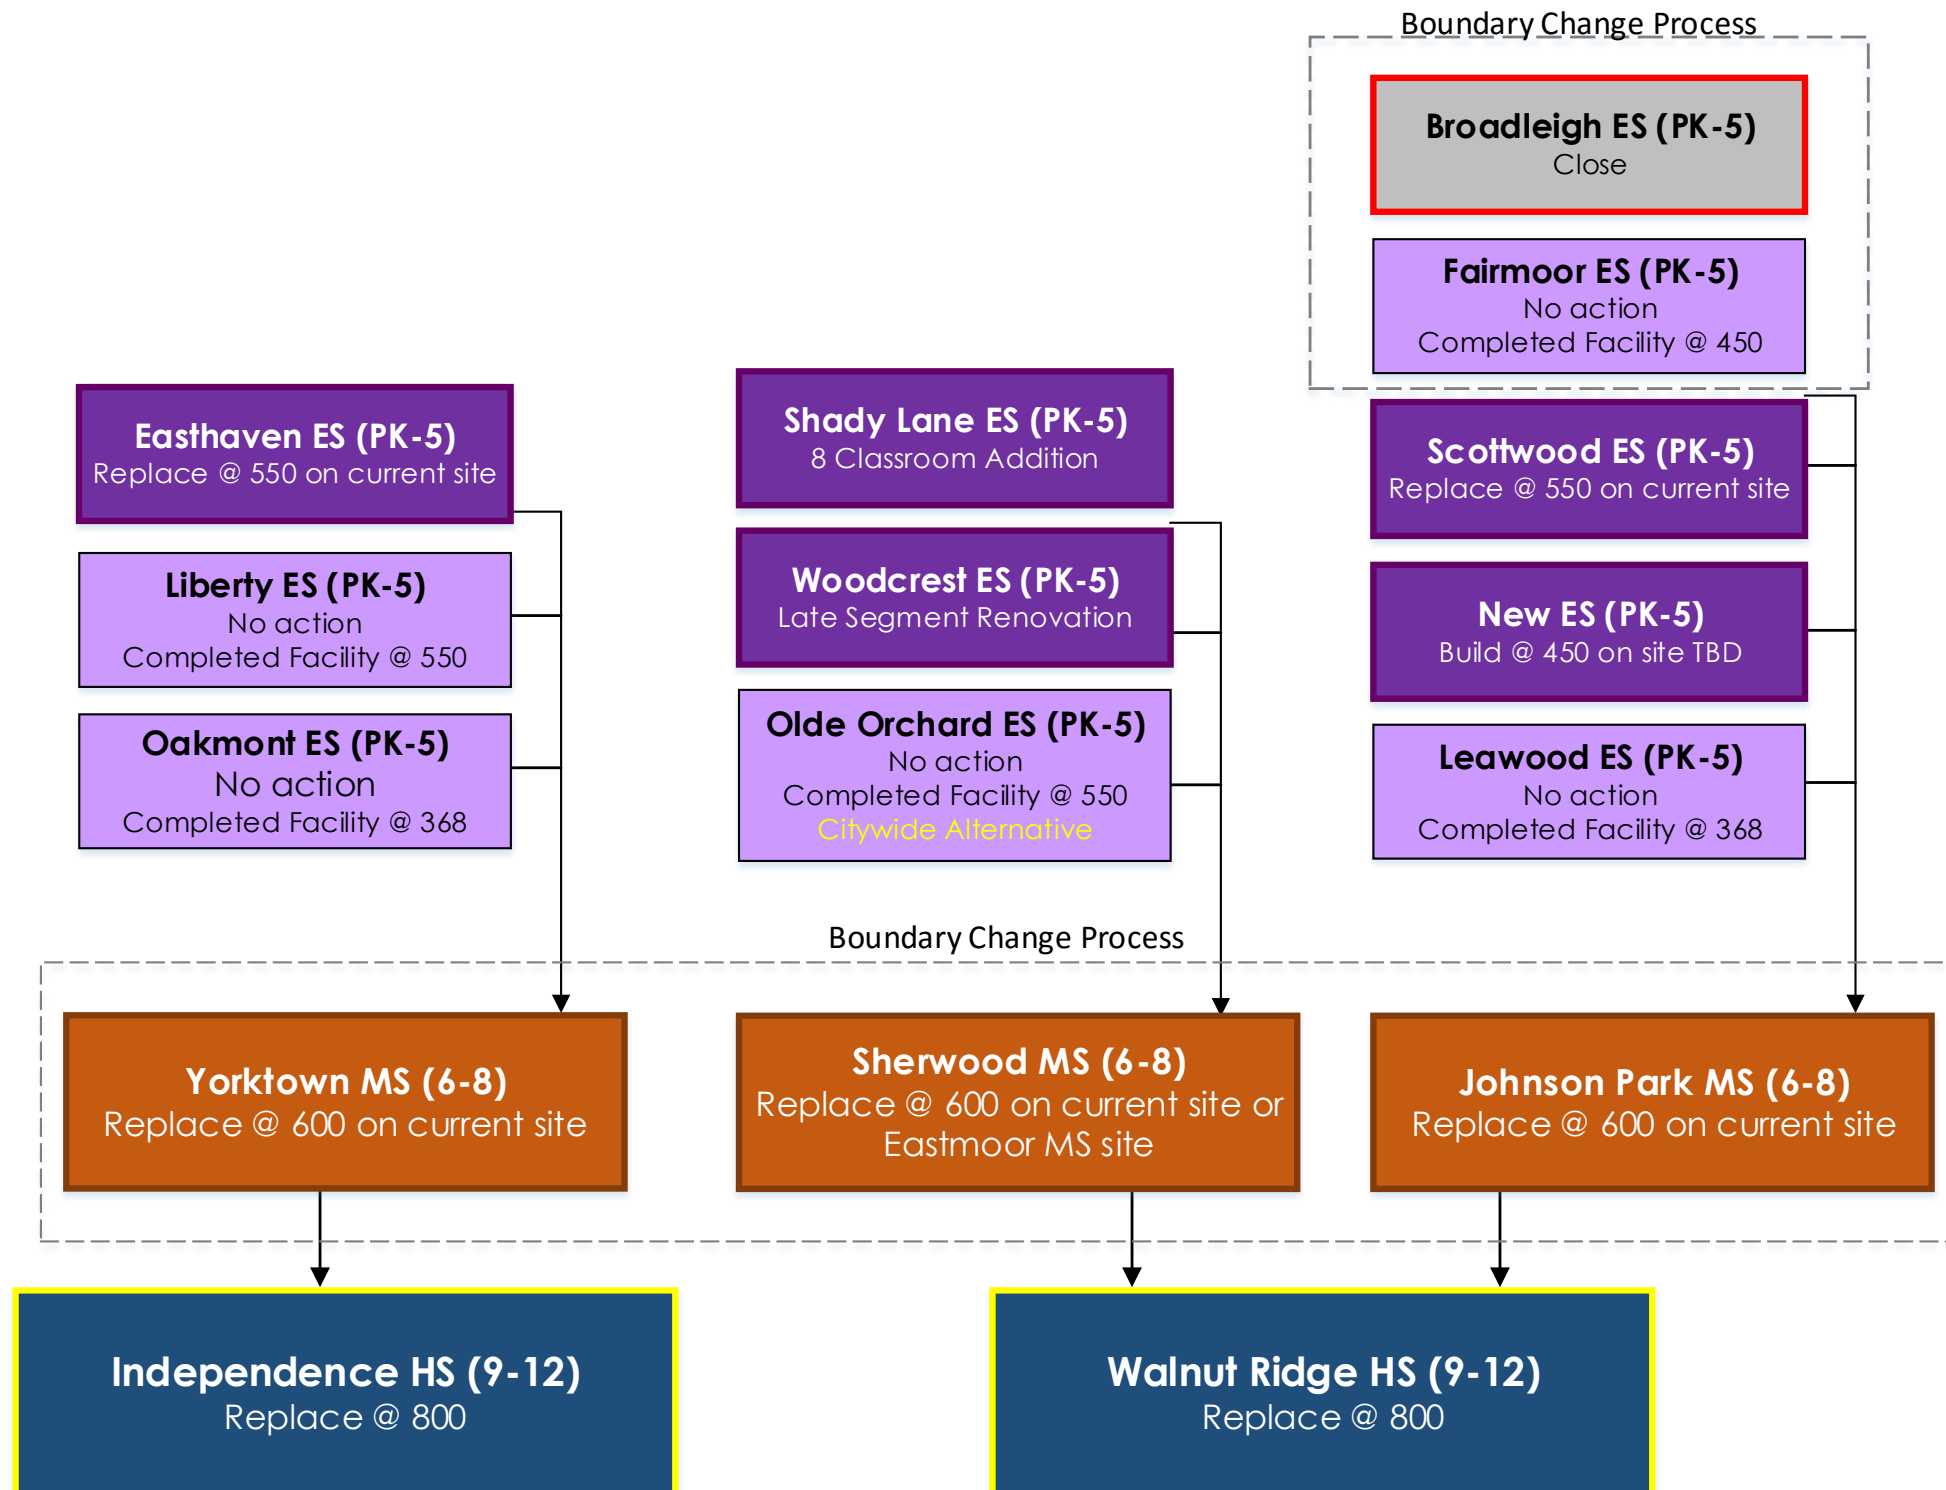 Boundary Change Process
Broadleigh ES (PK-5)
Close
Fairmoor ES (PK-5)
No action
Completed Facility @ 450
Easthaven ES (PK-5)
Replace @ 550 on current site
Liberty ES (PK-5)
No action
Completed Facility @ 550
Oakmont ES (PK-5)
No action
Completed Facility @ 368
Shady Lane ES (PK-5)
8 Classroom Addition
Woodcrest ES (PK-5)
Late Segment Renovation
Olde Orchard ES (PK-5)
No action
Completed Facility @ 550
Citywide Alternative
Scottwood ES (PK-5)
Replace @ 550 on current site
New ES (PK-5)
Build @ 450 on site TBD
Leawood ES (PK-5)
No action
Completed Facility @ 368
Boundary Change Process
Yorktown MS (6-8)
Replace @ 600 on current site
Sherwood MS (6-8)
Replace @ 600 on current site or
Eastmoor MS site
Johnson Park MS (6-8)
Replace @ 600 on current site
Independence HS (9-12)
Replace @ 800
Walnut Ridge HS (9-12)
Replace @ 800